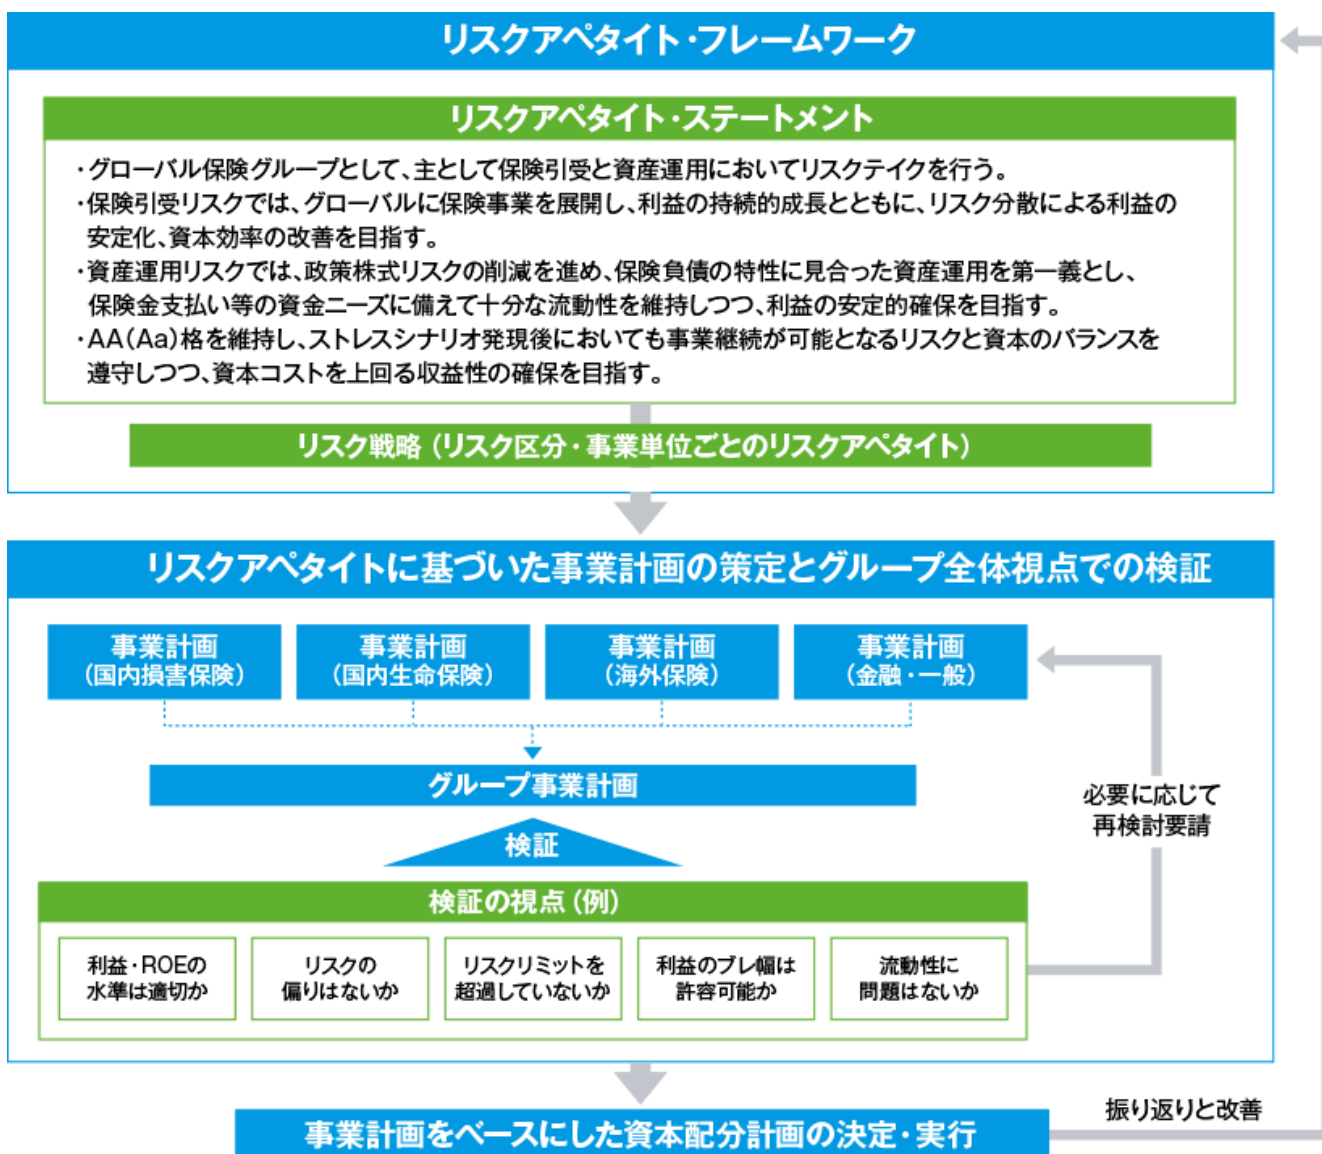 リスクアペタイト・フレームワーク
リスクアペタイト・ステートメント
・グローバル保険グループとして、主として保険引受と資産運用においてリスクテイクを行う。
・保険引受リスクでは、グローバルに保険事業を展開し、利益の持続的成長とともに、リスク分散による利益の
安定化、資本効率の改善を目指す。
・資産運用リスクでは、政策株式リスクの削減を進め、保険負債の特性に見合った資産運用を第一義とし、
保険金支払い等の資金ニーズに備えて十分な流動性を維持しつつ、利益の安定的確保を目指す。
・AA(Aa)格を維持し、ストレスシナリオ発現後においても事業継続が可能となるリスクと資本のバランスを
遵守しつつ、資本コストを上回る収益性の確保を目指す。
リスク戦略(リスク区分・事業単位ごとのリスクアペタイト)
リスクアペタイトに基づいた事業計画の策定とグループ全体視点での検証
事業計画
(国内損害保険)
事業計画
(国内生命保険)
事業計画
(海外保険)
事業計画
(金融・一般)
グループ事業計画
必要に応じて
再検討要請
検証
検証の視点(例)
利益・ROEの
水準は適切か
リスクの
偏りはないか
リスクリミットを
超過していないか
利益のブレ幅は
許容可能か
流動性に
問題はないか
振り返りと改善
事業計画をベースにした資本配分計画の決定・実行